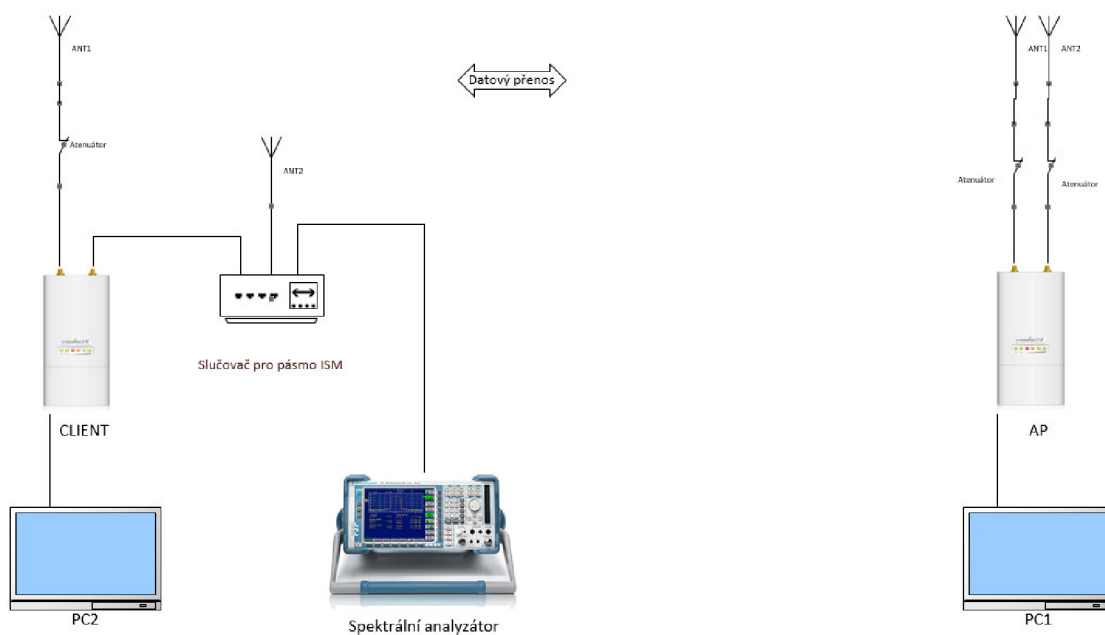 ANT1
ANT1
ANT2
Datový přenos
Atenuátor
ANT2
Atenuátor
Atenuátor
Slučovač pro pásmo ISM
CLIENT
AP
PC2
Spektrální analyzátor
PC1